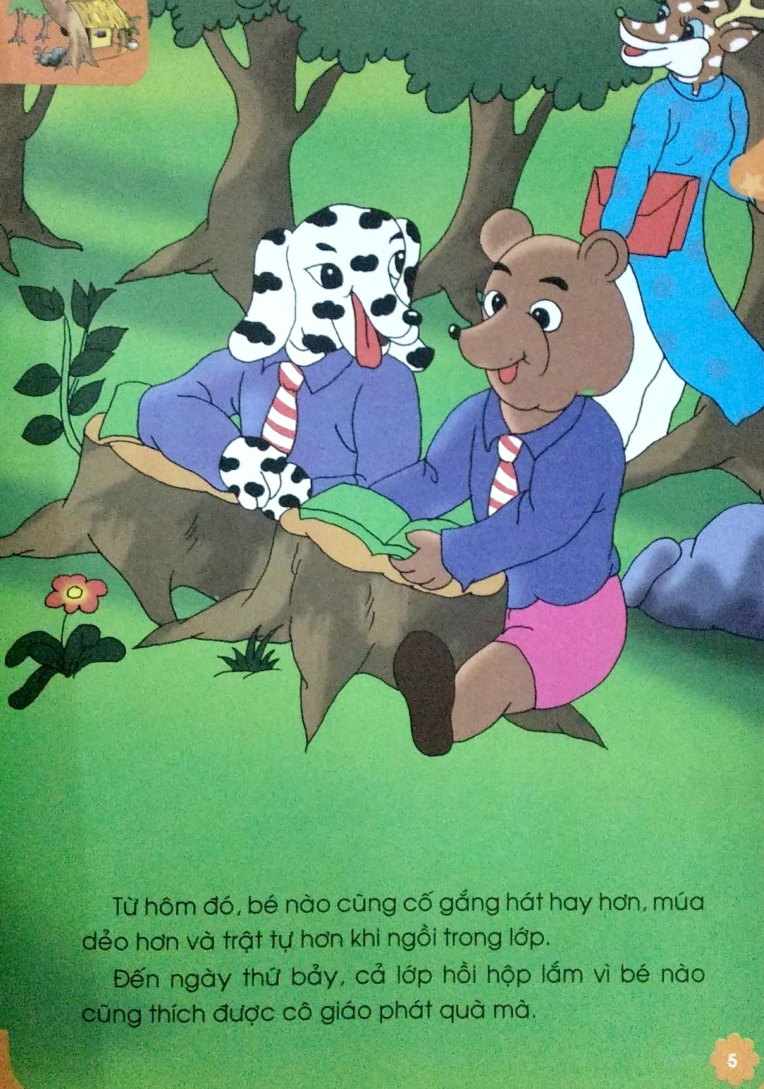 Từ hôm đó, bé nào cũng cố gắng hát hay hơn, múa
dẻo hơn và trật tự hơn khi ngồi trong lớp.
Đến ngày thứ bảy, cả lớp hồi hộp lắm vì bé nào
cũng thích được cô giáo phát quà mà.
5